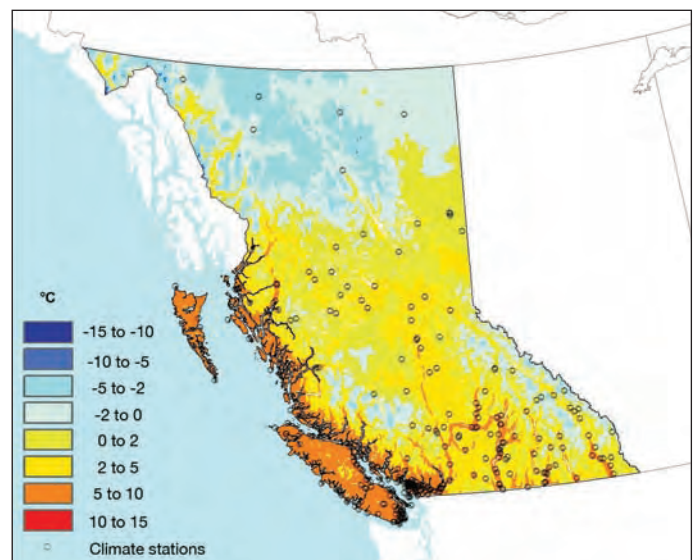 °C
-15 to -10
-10 to -5
-5 to -2
-2 to 0
0 to 2
2 to 5
5 to 10
10 to 15
Climate stations